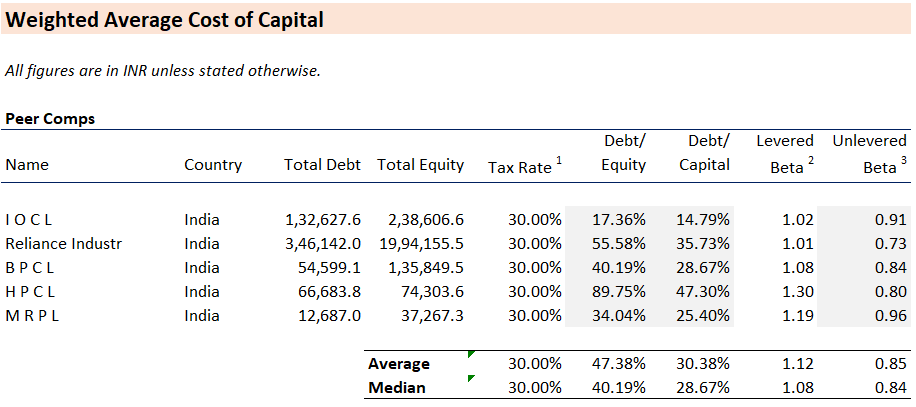 Weighted Average Cost of Capital
All figures are in INR unless stated otherwise.
Peer Comps
Debt/ Debt/ Levered Unlevered
Name Country Total Debt Total Equity Tax Rate 1 Equity Capital Beta 2 Beta 3
I O C L India 1,32,627.6 2,38,606.6 30.00% 17.36% 14.79% 1.02 0.91
Reliance Industr India 3,46,142.0 19,94,155.5 30.00% 55.58% 35.73% 1.01 0.73
B P C L India 54,599.1 1,35,849.5 30.00% 40.19% 28.67% 1.08 0.84
H P C L India 66,683.8 74,303.6 30.00% 89.75% 47.30% 1.30 0.80
M R P L India 12,687.0 37,267.3 30.00% 34.04% 25.40% 1.19 0.96
Average 30.00% 47.38% 30.38% 1.12 0.85
Median 30.00% 40.19% 28.67% 1.08 0.84